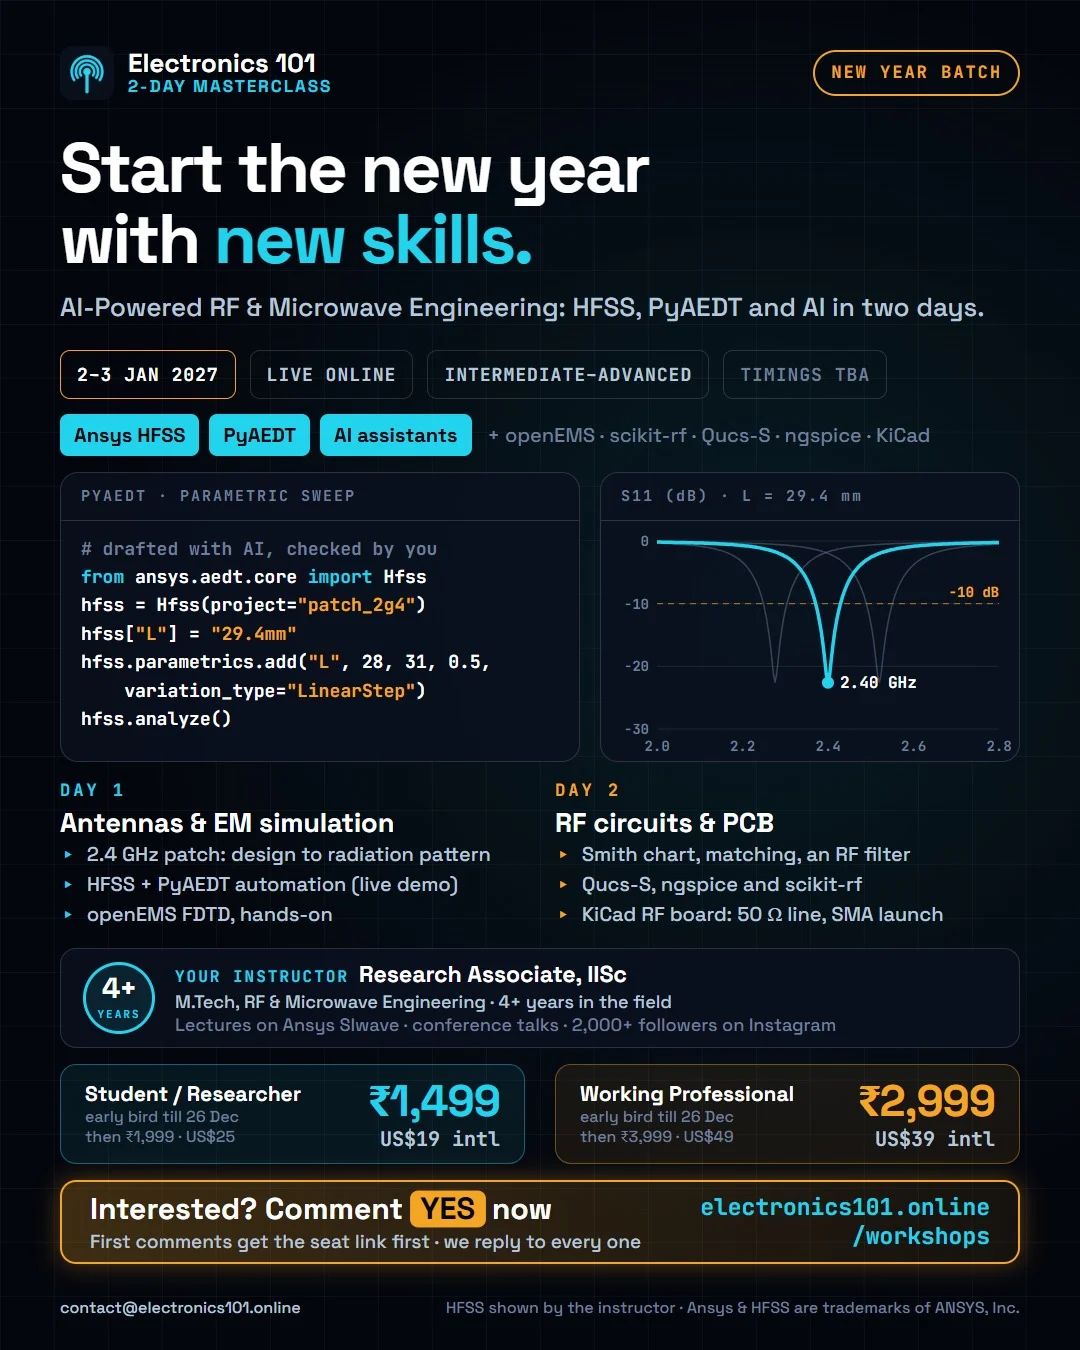 Electronics 101
2-DAY MASTERCLASS
NEW YEAR BATCH
Start the new year
with new skills.
AI-Powered RF & Microwave Engineering: HFSS, PyAEDT and AI in two days.
2–3 JAN 2027
LIVE ONLINE
INTERMEDIATE–ADVANCED
TIMINGS TBA
Ansys HFSS
PyAEDT
AI assistants
+ openEMS · scikit-rf · Qucs-S · ngspice · KiCad
PYAEDT · PARAMETRIC SWEEP
# drafted with AI, checked by you
from ansys.aedt.core import Hfss
hfss = Hfss(project="patch_2g4")
hfss["L"] = "29.4mm"
hfss.parametrics.add("L", 28, 31, 0.5,
variation_type="LinearStep")
hfss.analyze()
S11 (dB) · L = 29.4 mm
0
-10
-10 dB
-20
2.40 GHz
-30
2.0 2.2 2.4 2.6 2.8
DAY 1
Antennas & EM simulation
▸ 2.4 GHz patch: design to radiation pattern
▸ HFSS + PyAEDT automation (live demo)
▸ openEMS FDTD, hands-on
DAY 2
RF circuits & PCB
▸ Smith chart, matching, an RF filter
▸ Qucs-S, ngspice and scikit-rf
▸ KiCad RF board: 50 Ω line, SMA launch
4+
YEARS
YOUR INSTRUCTOR Research Associate, IISc
M.Tech, RF & Microwave Engineering · 4+ years in the field
Lectures on Ansys SIwave · conference talks · 2,000+ followers on Instagram
Student / Researcher
early bird till 26 Dec
then ₹1,999 · US$25
₹1,499
US$19 intl
Working Professional
early bird till 26 Dec
then ₹3,999 · US$49
₹2,999
US$39 intl
Interested? Comment YES now
First comments get the seat link first · we reply to every one
electronics101.online
/workshops
contact@electronics101.online
HFSS shown by the instructor · Ansys & HFSS are trademarks of ANSYS, Inc.